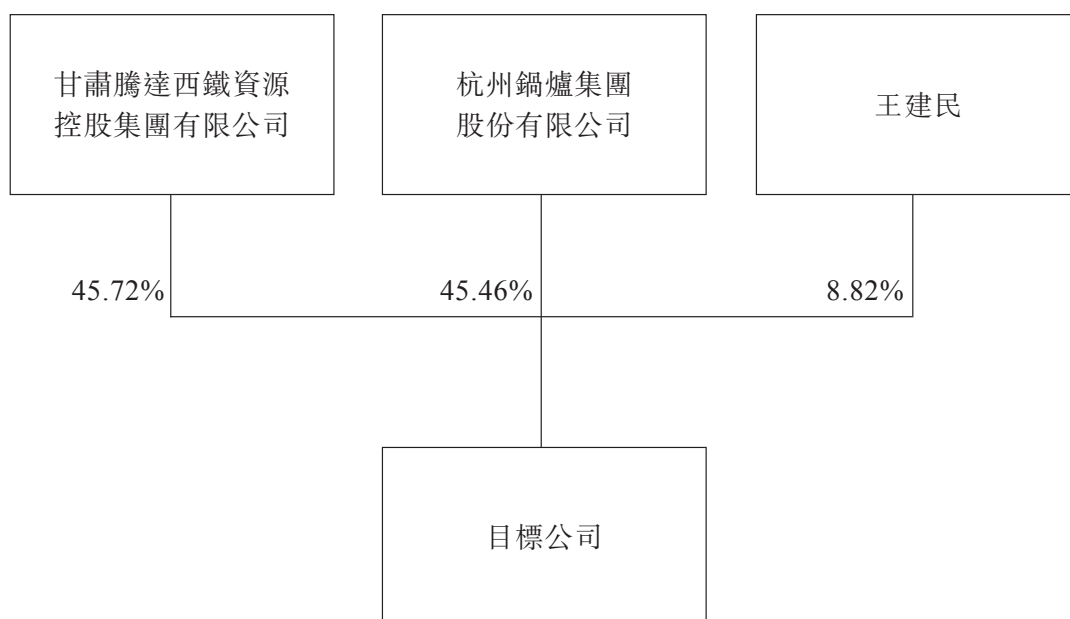 甘肅騰達西鐵資源
控股集團有限公司
杭州鍋爐集團
股份有限公司
王建民
45.72%
45.46%
8.82%
目標公司